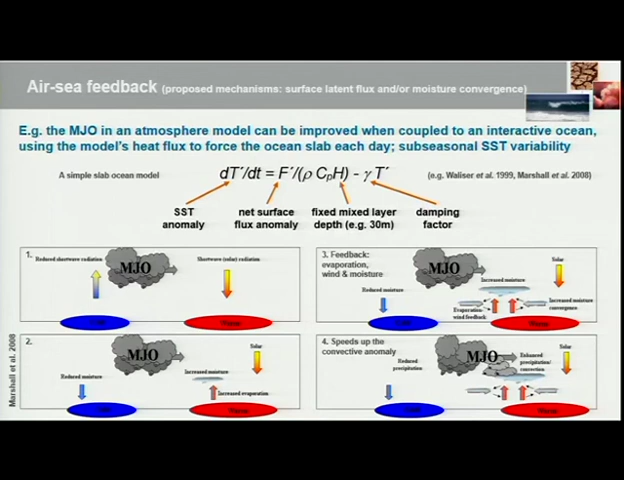 Air-sea feedback (proposed mechanisms: surface latent flux and/or moisture convergence)
E.g. the MJO in an atmosphere model can be improved when coupled to an interactive ocean,
using the model's heat flux to force the ocean slab each day; subseasonal SST variability
A simple slab ocean model
dT´/dt = F´/(ρ CpH) - γ T´
(e.g. Waliser et al. 1999, Marshall et al. 2008)
SST
anomaly
net surface
flux anomaly
fixed mixed layer
depth (e.g. 30m)
damping
factor
1.
Reduced shortwave radiation
MJO
Shortwave (solar) radiation
3. Feedback:
evaporation,
wind & moisture
MJO
Solar
Increased moisture
Reduced moisture
Evaporation-
wind feedback
Increased moisture
convergence
2.
MJO
Solar
Reduced moisture
Increased moisture
Increased evaporation
4. Speeds up the
convective anomaly
MJO
Solar
Reduced
precipitation
Enhanced
precipitation/
convection
Marshall et al. 2008